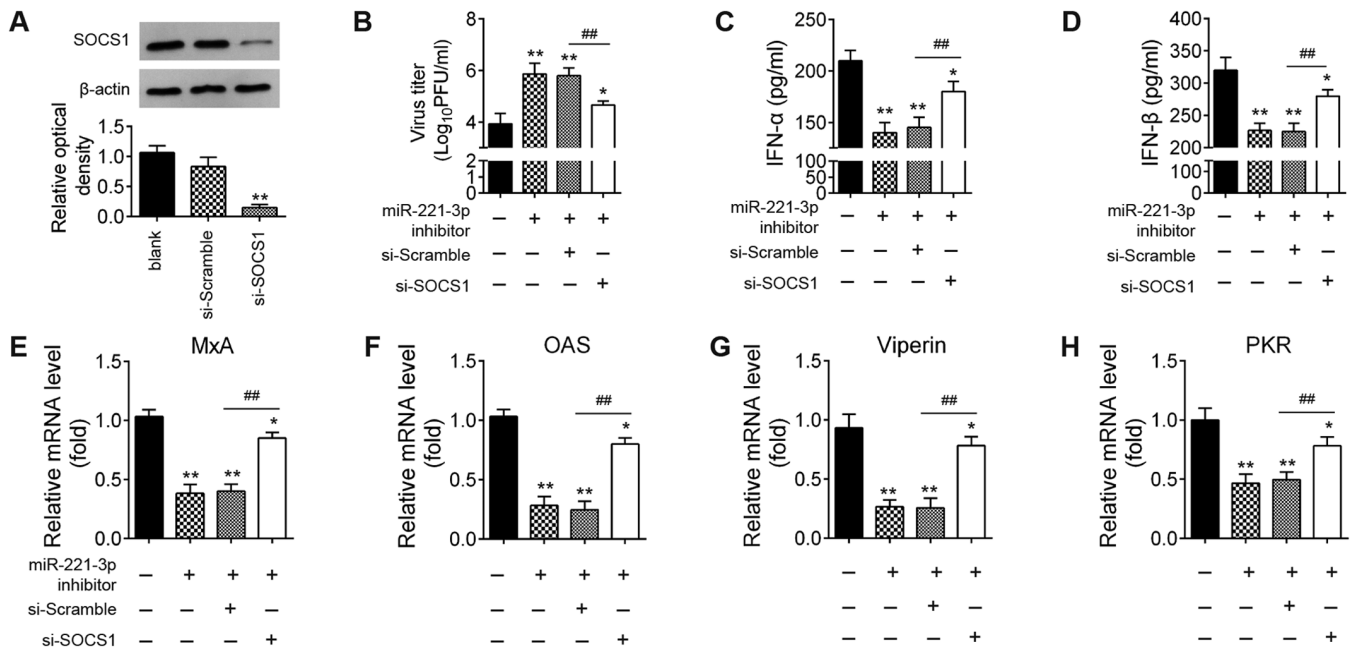 A
SOCS1
β-actin
Relative optical
density
1.5
1.0
0.5
0.0
blank
si-Scramble
si-SOCS1
**
B
Virus titer
(Log10PFU/ml)
8
6
4
2
1
0
**
**
##
*
miR-221-3p
inhibitor
– + + +
si-Scramble
– – + –
si-SOCS1
– – – +
C
IFN-α (pg/ml)
250
200
150
100
50
0
**
**
##
*
miR-221-3p
inhibitor
– + + +
si-Scramble
– – + –
si-SOCS1
– – – +
D
IFN-β (pg/ml)
350
300
250
200
100
0
**
**
##
*
miR-221-3p
inhibitor
– + + +
si-Scramble
– – + –
si-SOCS1
– – – +
E
MxA
Relative mRNA level
(fold)
1.5
1.0
0.5
0.0
**
**
##
*
miR-221-3p
inhibitor
– + + +
si-Scramble
– – + –
si-SOCS1
– – – +
F
OAS
Relative mRNA level
(fold)
1.5
1.0
0.5
0.0
**
**
##
*
– + + +
– – + –
– – – +
G
Viperin
Relative mRNA level
(fold)
1.5
1.0
0.5
0.0
**
**
##
*
– + + +
– – + –
– – – +
H
PKR
Relative mRNA level
(fold)
1.5
1.0
0.5
0.0
**
**
##
*
– + + +
– – + –
– – – +